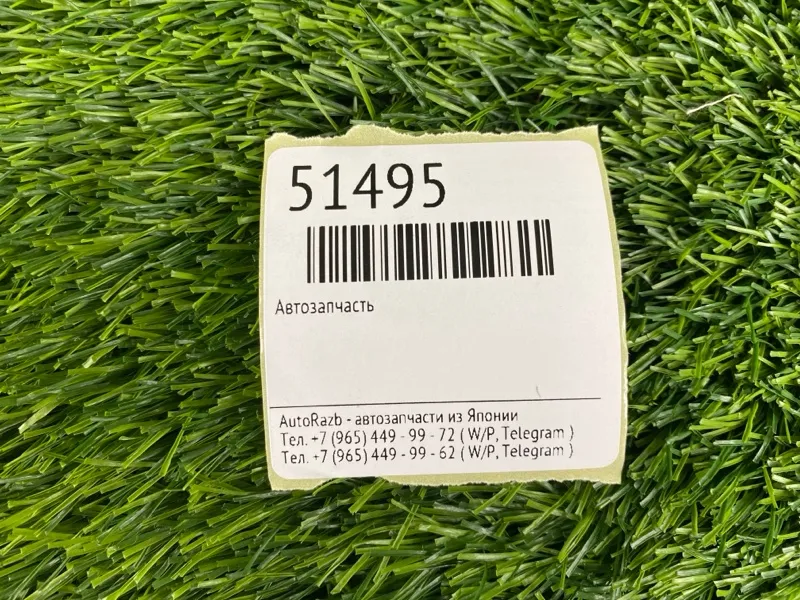 51495
Автозапчасть
AutoRazb - автозапчасти из Японии
Тел. +7 (965) 449 - 99 - 72 ( W/P, Telegram )
Тел. +7 (965) 449 - 99 - 62 ( W/P, Telegram )